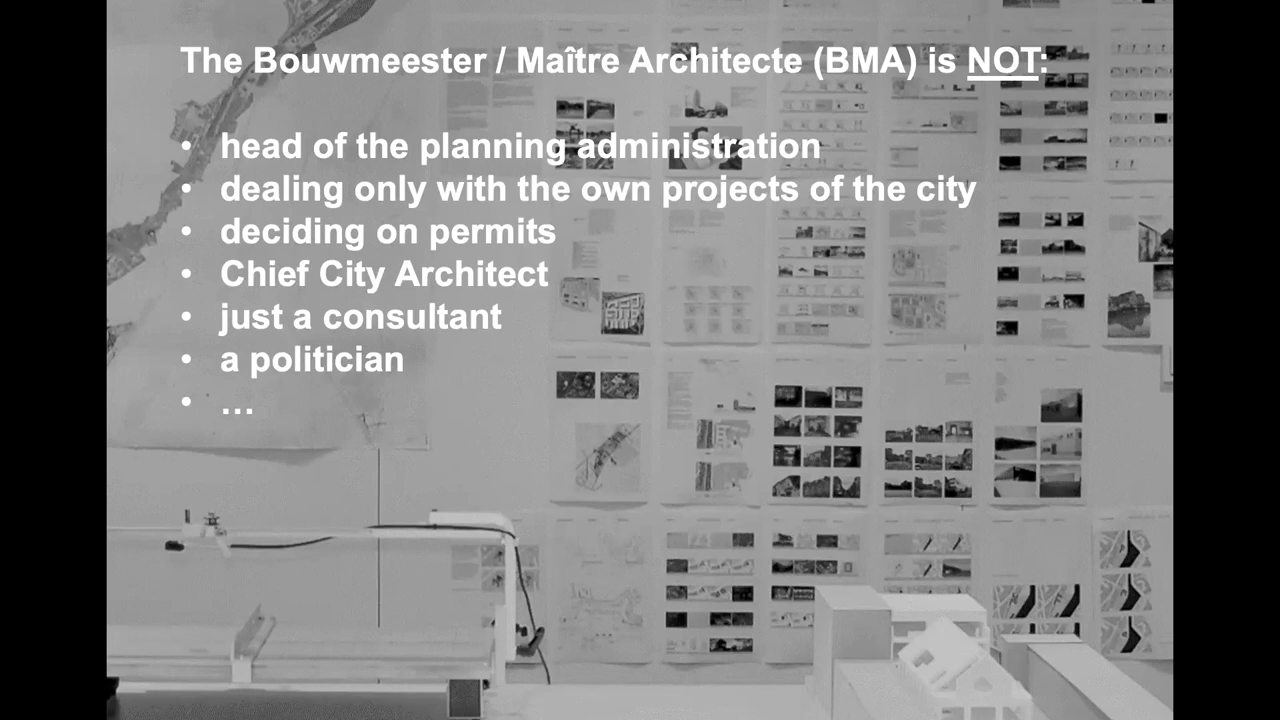 The Bouwmeester / Maître Architecte (BMA) is NOT:
• head of the planning administration
• dealing only with the own projects of the city
• deciding on permits
• Chief City Architect
• just a consultant
• a politician
• …